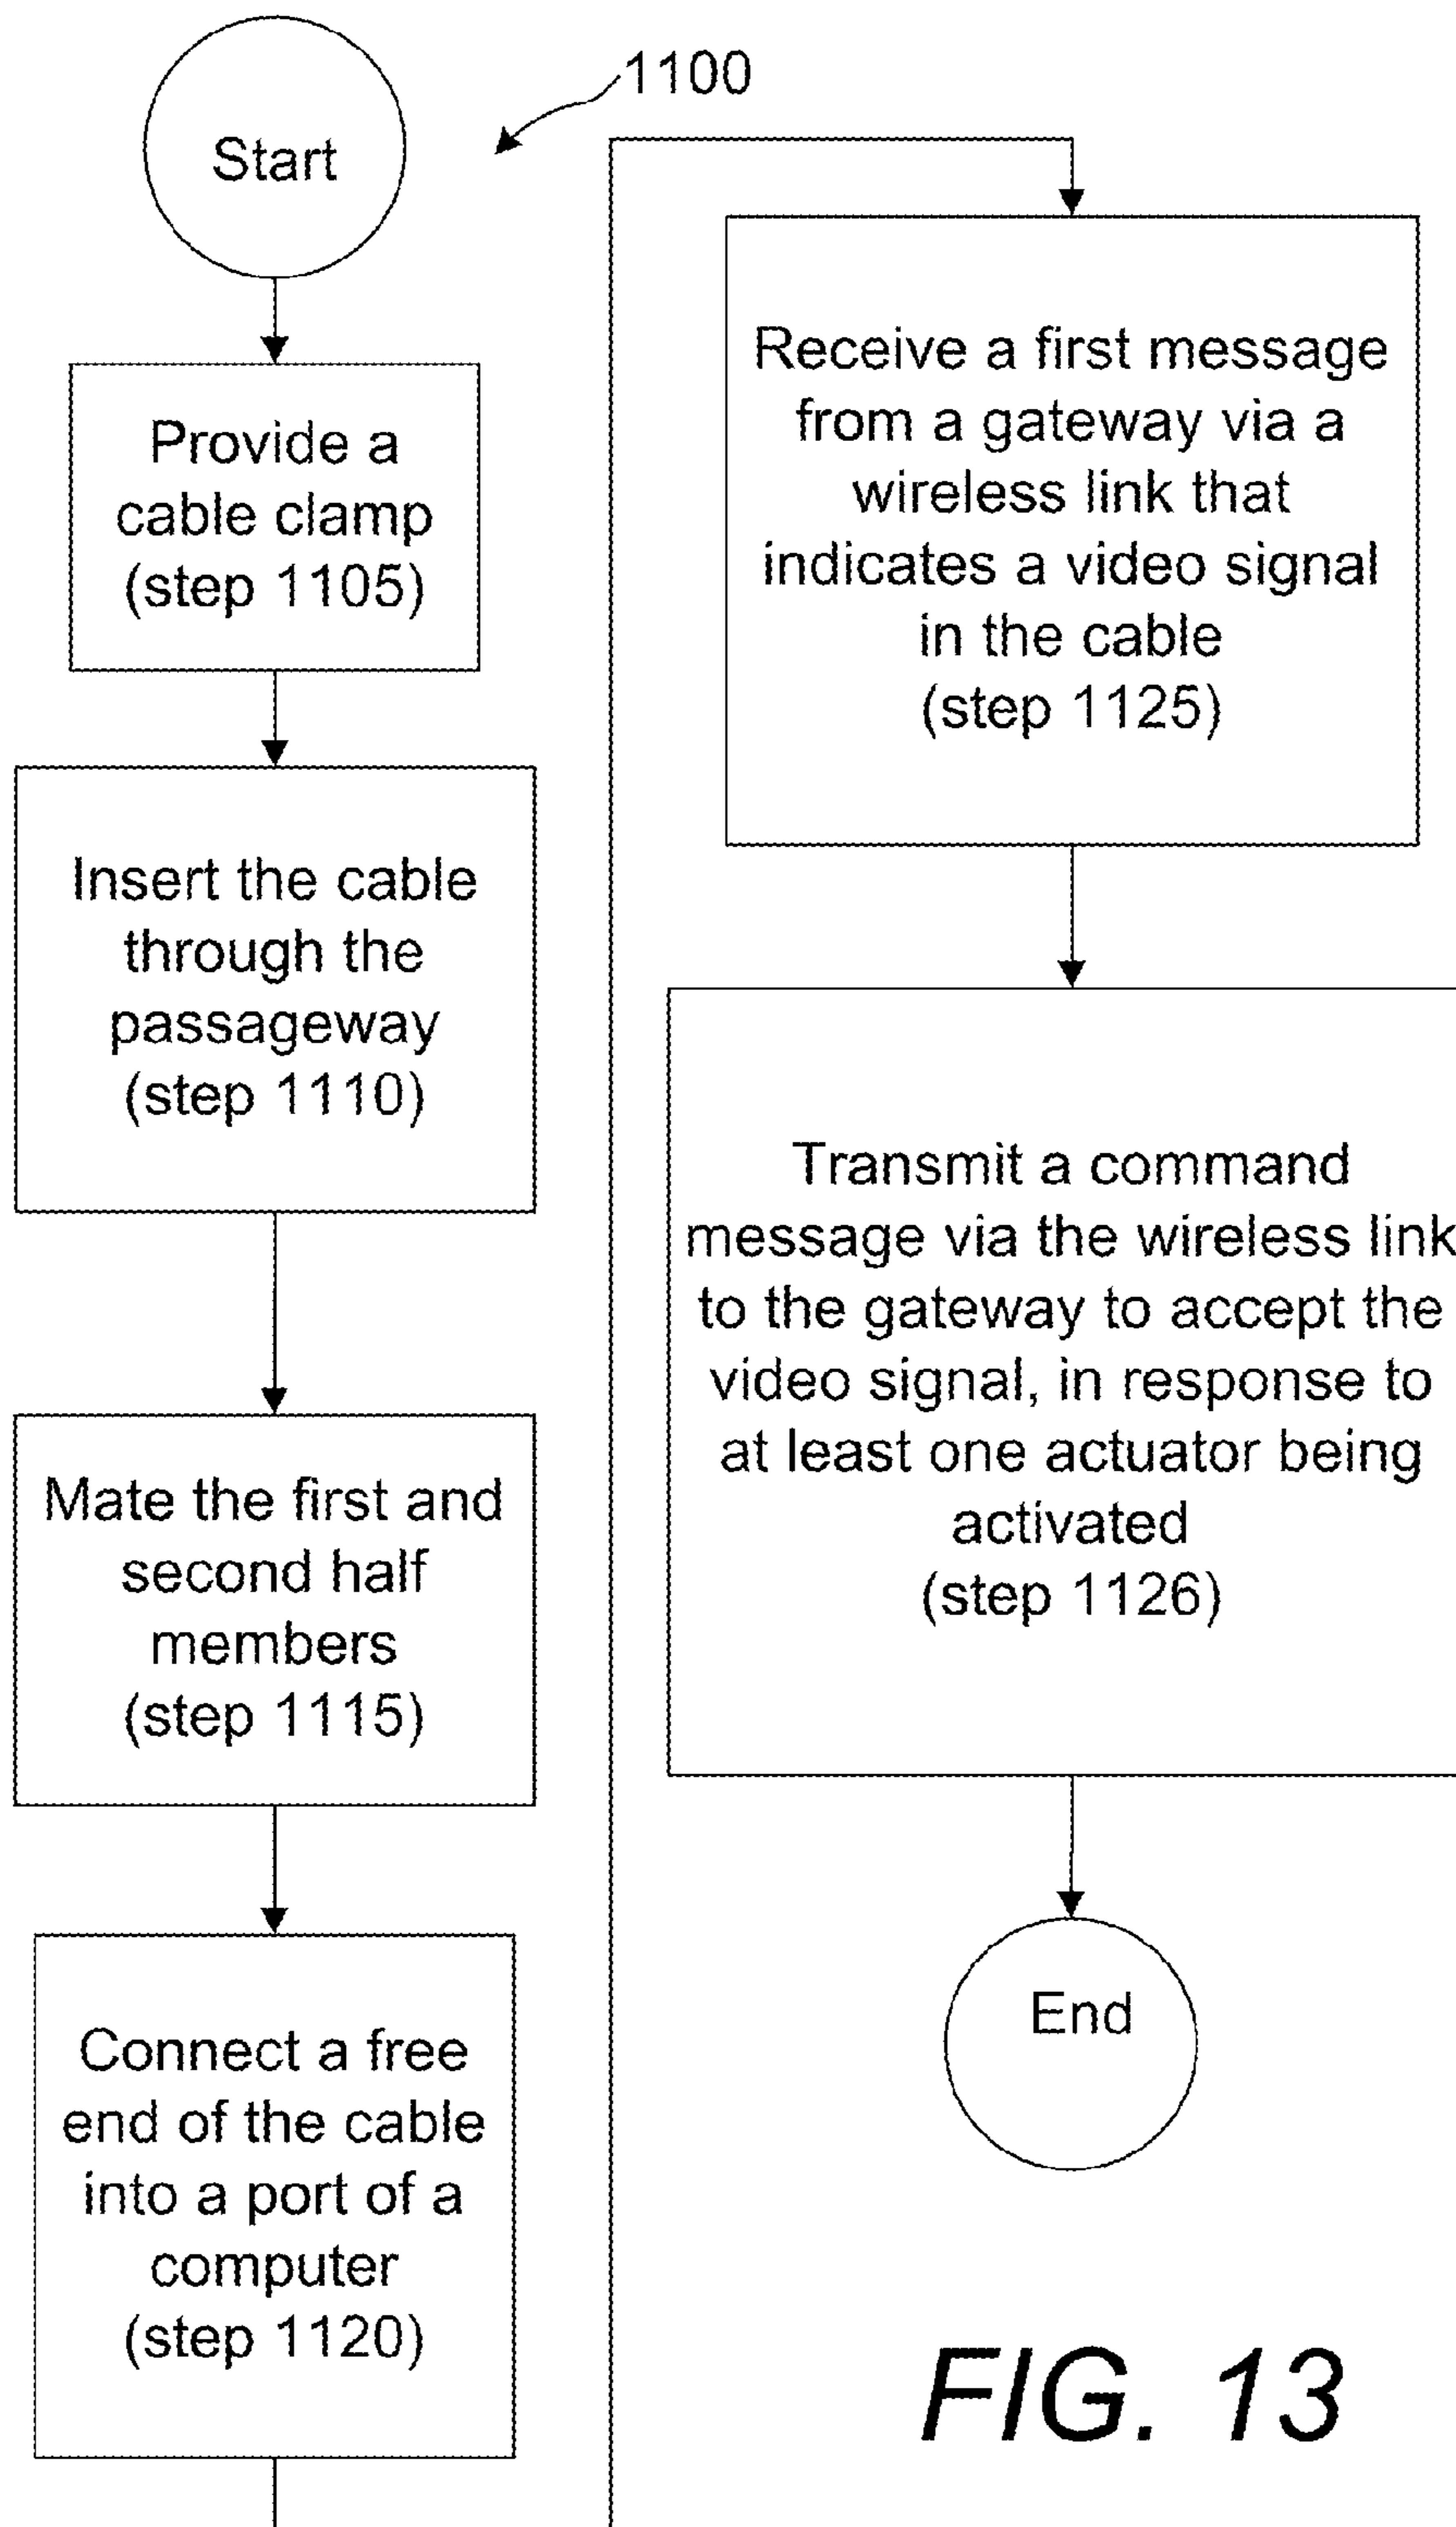 Start
1100
Provide a
cable clamp
(step 1105)
Insert the cable
through the
passageway
(step 1110)
Mate the first and
second half
members
(step 1115)
Connect a free
end of the cable
into a port of a
computer
(step 1120)
Receive a first message
from a gateway via a
wireless link that
indicates a video signal
in the cable
(step 1125)
Transmit a command
message via the wireless link
to the gateway to accept the
video signal, in response to
at least one actuator being
activated
(step 1126)
End
FIG. 13